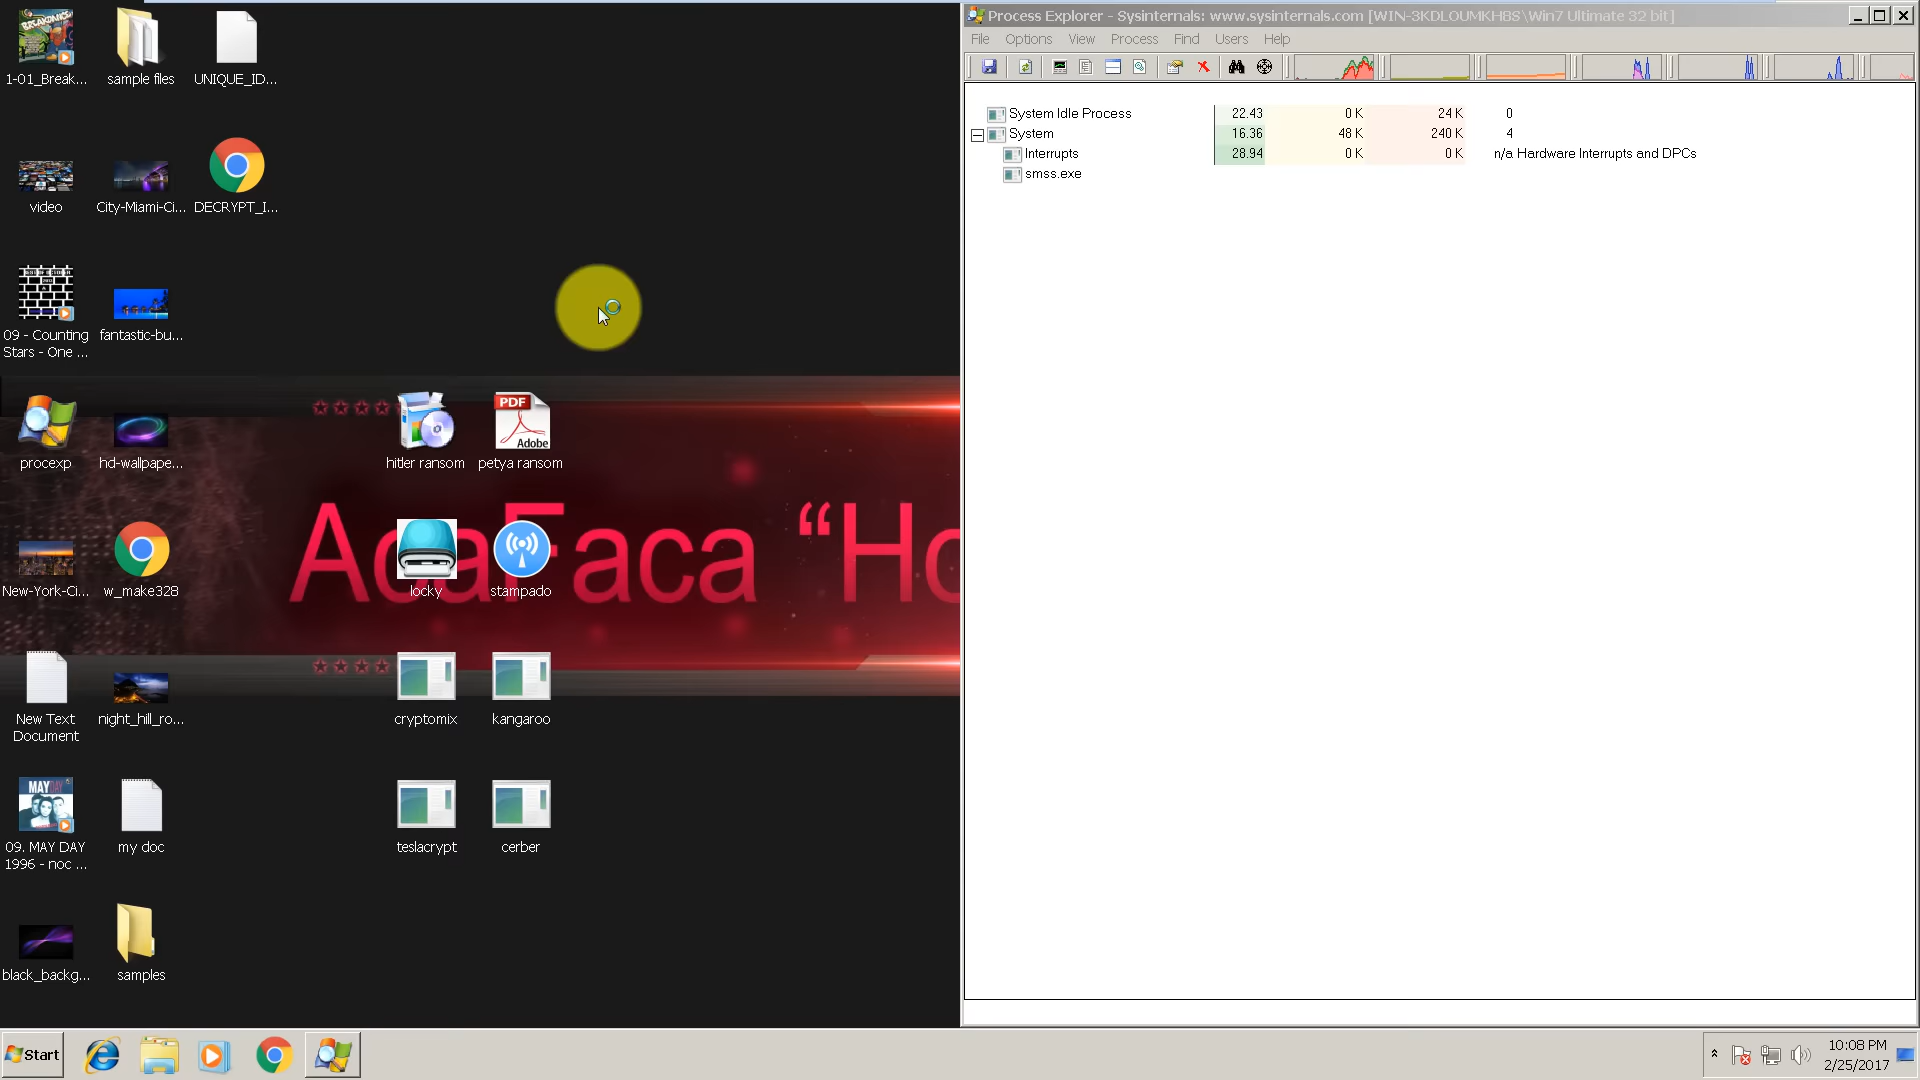 1-01_Break...
sample files
UNIQUE_ID...
video
City-Miami-Ci...
DECRYPT_I...
09 - Counting
Stars - One ...
fantastic-bu...
procexp
hd-wallpape...
hitler ransom
PDF
Adobe
petya ransom
AdaFaca “Ho
New-York-Ci...
w_make328
locky
stampado
New Text
Document
night_hill_ro...
cryptomix
kangaroo
MAY DAY
09. MAY DAY
1996 - noc ...
my doc
teslacrypt
cerber
black_backg...
samples
Start
Process Explorer - Sysinternals: www.sysinternals.com [WIN-3KDLOUMKHBS\Win7 Ultimate 32 bit]
File Options View Process Find Users Help
System Idle Process 22.43 0 K 24 K 0
System 16.36 48 K 240 K 4
Interrupts 28.94 0 K 0 K n/a Hardware Interrupts and DPCs
smss.exe
10:08 PM
2/25/2017